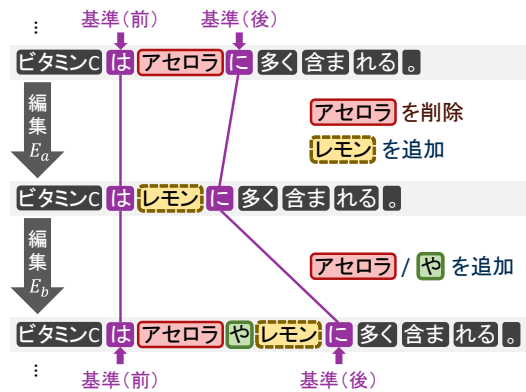 基準（前） 基準（後）
⋮
ビタミンC は アセロラ に 多く 含ま れる 。
編集 Ea
アセロラ を削除
レモン を追加
ビタミンC は レモン に 多く 含ま れる 。
編集 Eb
アセロラ / や を追加
ビタミンC は アセロラ や レモン に 多く 含ま れる 。
⋮
基準（前） 基準（後）